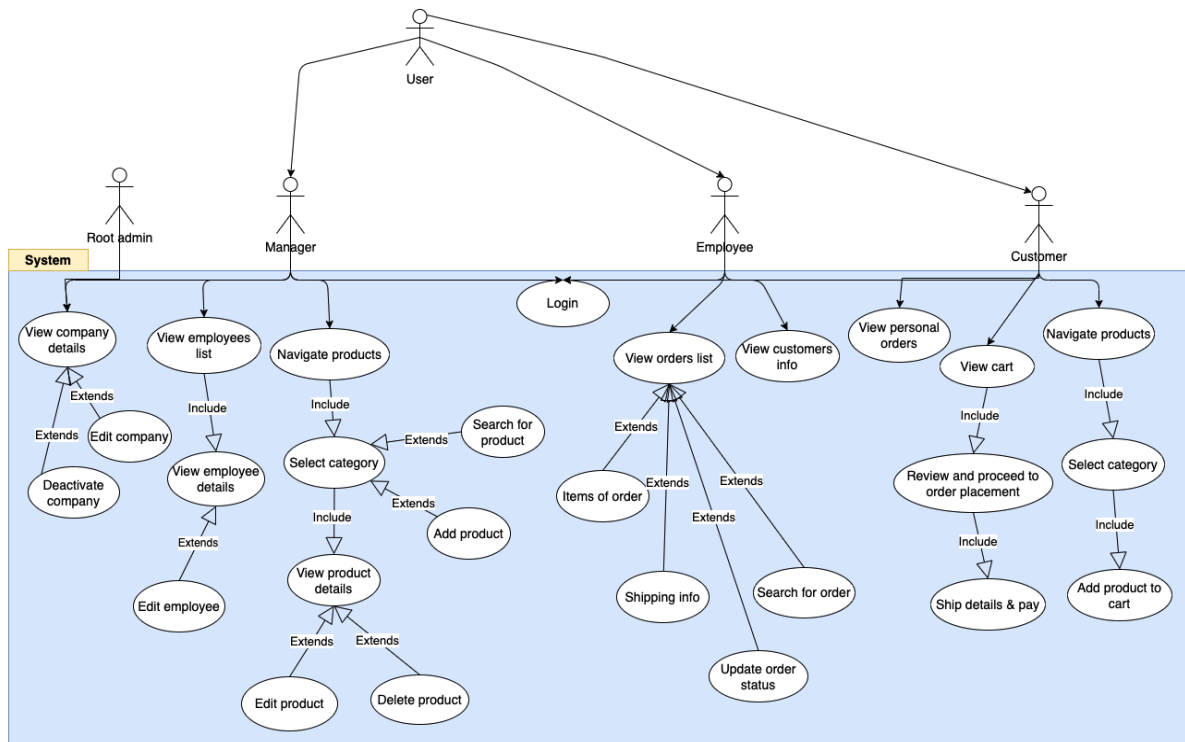 User
Root admin
Manager
Employee
Customer
System
Login
View company
details
View employees
list
Navigate products
View orders list
View customers
info
View personal
orders
View cart
Navigate products
Extends
Extends
Include
Include
Include
Include
Edit company
Deactivate
company
View employee
details
Select category
Extends
Search for
product
Extends
Add product
Extends
Items of order
Extends
Extends
Extends
Review and proceed to
order placement
Select category
Extends
Include
Include
Include
Edit employee
View product
details
Shipping info
Search for order
Ship details & pay
Add product to
cart
Extends
Extends
Edit product
Delete product
Update order
status